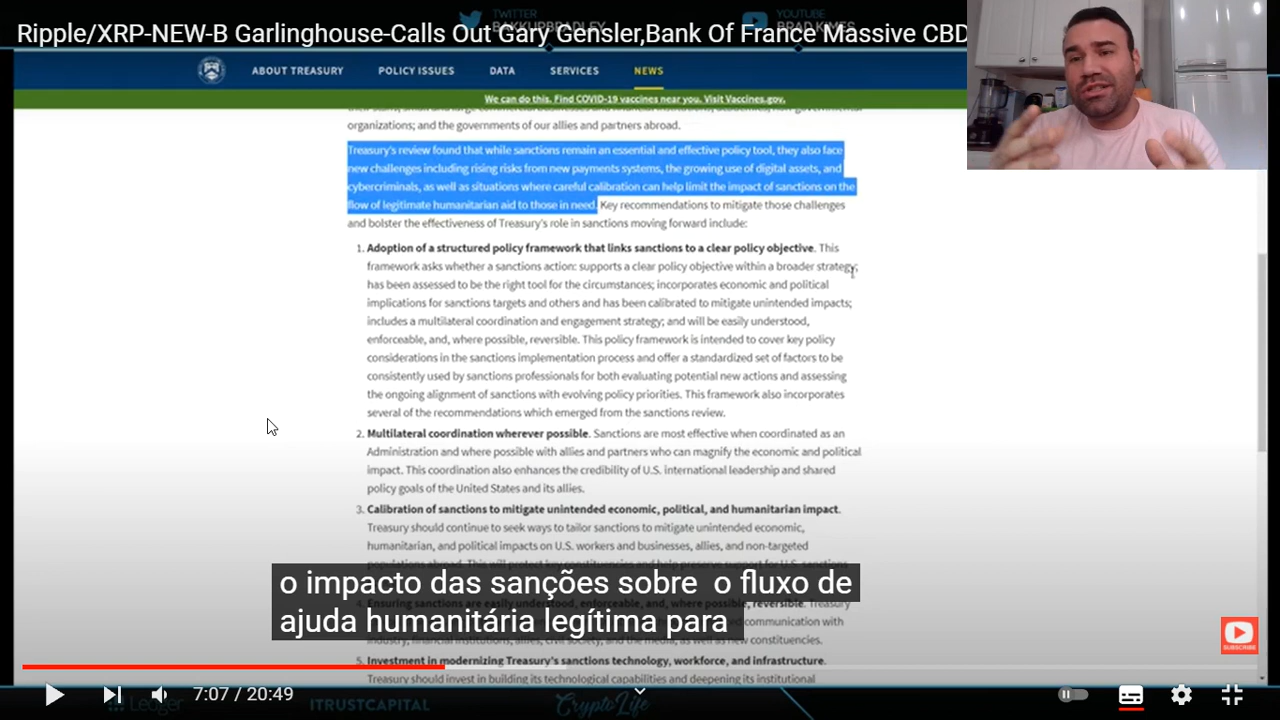 TWITTER
YOUTUBE
BAKKUPBRADLEY
BRAD KIMES
Ripple/XRP-NEW-B Garlinghouse-Calls Out Gary Gensler,Bank Of France Massive CBD
ABOUT TREASURY
POLICY ISSUES
DATA
SERVICES
NEWS
We can do this. Find COVID-19 vaccines near you. Visit Vaccines.gov.
organizations; and the governments of our allies and partners abroad.
Treasury's review found that while sanctions remain an essential and effective policy tool, they also face
new challenges including rising risks from new payments systems, the growing use of digital assets, and
cybercriminals, as well as situations where careful calibration can help limit the impact of sanctions on the
flow of legitimate humanitarian aid to those in need. Key recommendations to mitigate those challenges
and bolster the effectiveness of Treasury's role in sanctions moving forward include:
1. Adoption of a structured policy framework that links sanctions to a clear policy objective. This
framework asks whether a sanctions action: supports a clear policy objective within a broader strategy;
has been assessed to be the right tool for the circumstances; incorporates economic and political
implications for sanctions targets and others and has been calibrated to mitigate unintended impacts;
includes a multilateral coordination and engagement strategy; and will be easily understood,
enforceable, and, where possible, reversible. This policy framework is intended to cover key policy
considerations in the sanctions implementation process and offer a standardized set of factors to be
consistently used by sanctions professionals for both evaluating potential new actions and assessing
the ongoing alignment of sanctions with evolving policy priorities. This framework also incorporates
several of the recommendations which emerged from the sanctions review.
2. Multilateral coordination wherever possible. Sanctions are most effective when coordinated as an
Administration and where possible with allies and partners who can magnify the economic and political
impact. This coordination also enhances the credibility of U.S. international leadership and shared
policy goals of the United States and its allies.
3. Calibration of sanctions to mitigate unintended economic, political, and humanitarian impact.
Treasury should continue to seek ways to tailor sanctions to mitigate unintended economic,
humanitarian, and political impacts on U.S. workers and businesses, allies, and non-targeted
o impacto das sanções sobre o fluxo de
ajuda humanitária legítima para
reversible. Treasury
communication with
constituencies.
5. Investment in modernizing Treasury's sanctions technology, workforce, and infrastructure.
Treasury should invest in building its technological capabilities and deepening its institutional
SUBSCRIBE
7:07 / 20:49
Ledger
ITRUSTCAPITAL
CryptoLife